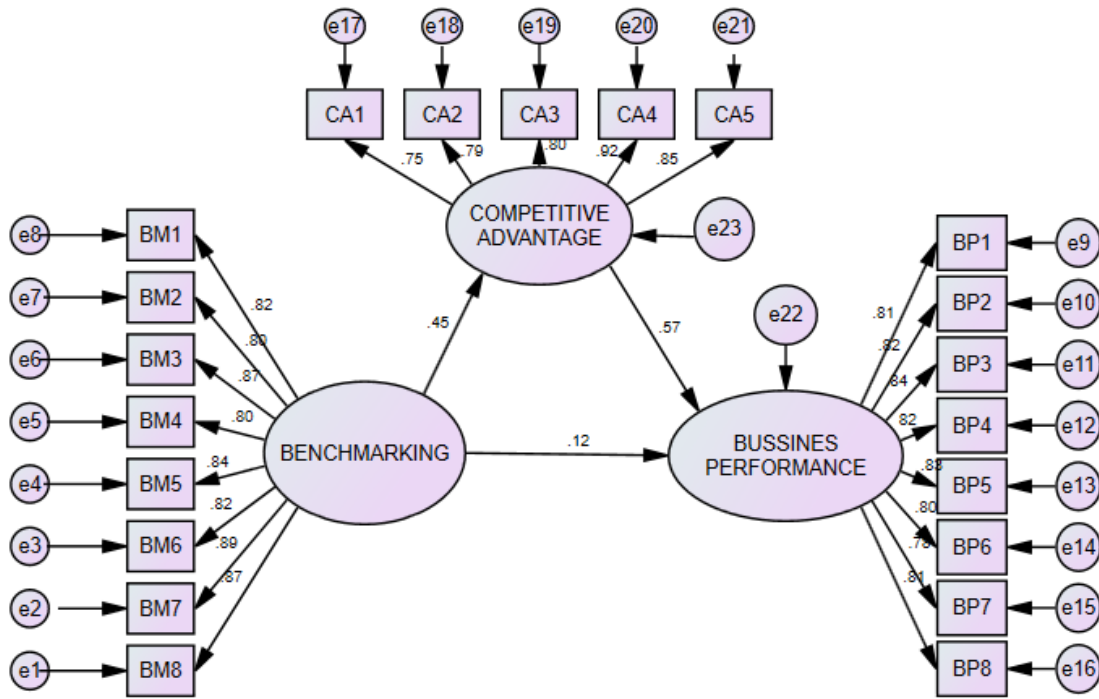 e17 e18 e19 e20 e21
CA1 CA2 CA3 CA4 CA5
.75 .79 .80 .92 .85
COMPETITIVE
ADVANTAGE
e23
e8 BM1
e7 BM2
e6 BM3
e5 BM4
e4 BM5
e3 BM6
e2 BM7
e1 BM8
.82
.80
.87
.80
.84
.82
.89
.87
BENCHMARKING
.45
.57
.12
e22
BUSSINES
PERFORMANCE
.81
.82
.84
.82
.83
.80
.81
BP1 e9
BP2 e10
BP3 e11
BP4 e12
BP5 e13
BP6 e14
BP7 e15
BP8 e16